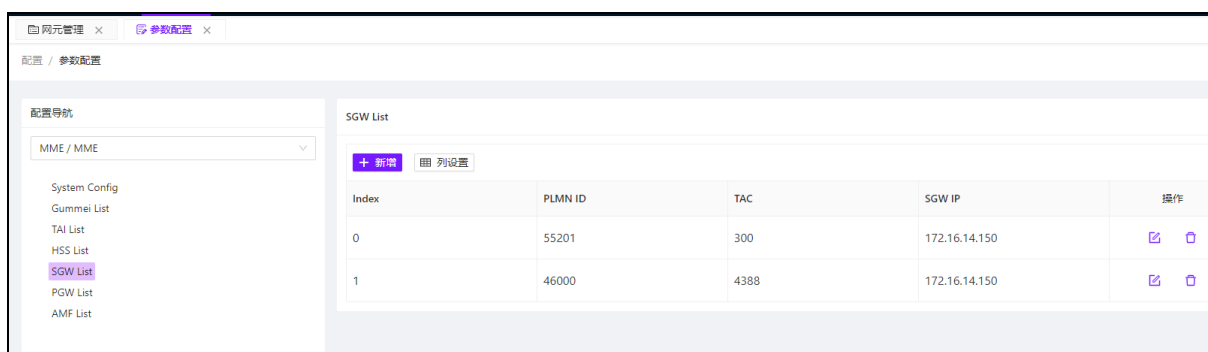 网元管理 参数配置
配置 / 参数配置
配置导航
MME / MME
System Config
Gummei List
TAI List
HSS List
SGW List
PGW List
AMF List
SGW List
新增 列设置
Index PLMN ID TAC SGW IP 操作
0 55201 300 172.16.14.150
1 46000 4388 172.16.14.150